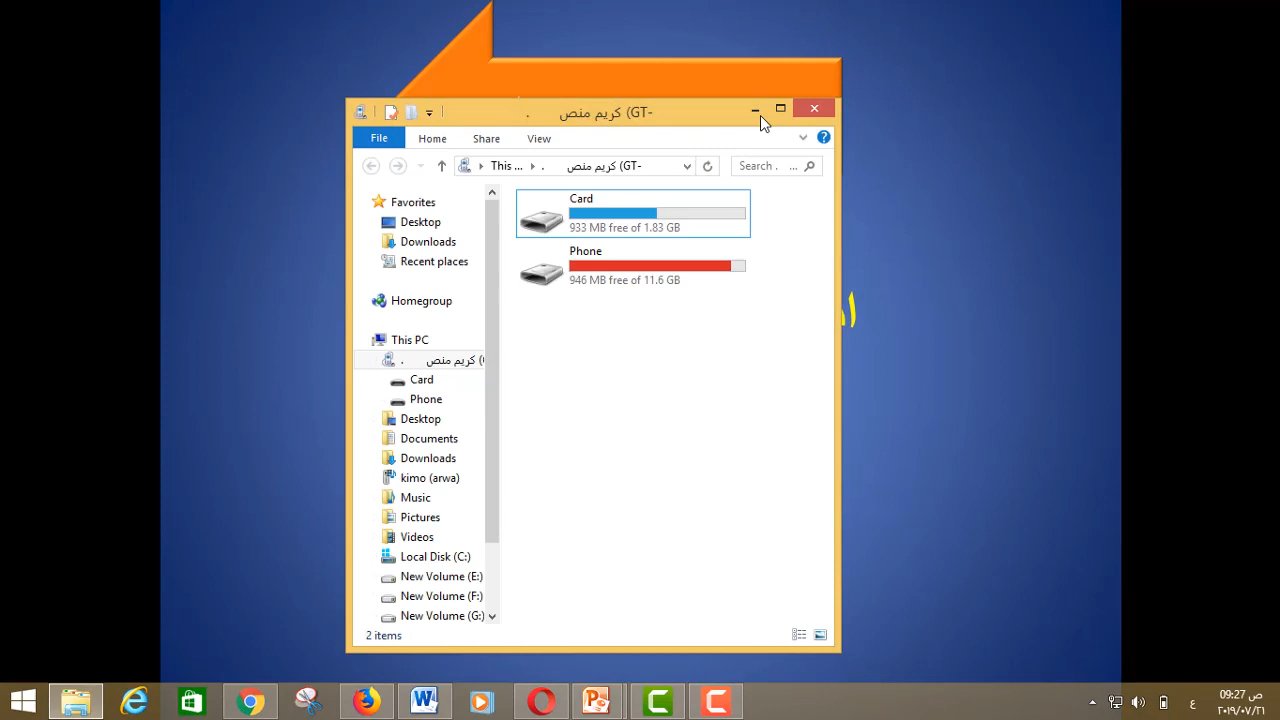 . كريم منص (GT-
File Home Share View
This ... . كريم منص (GT- Search . ...
Favorites
Desktop
Downloads
Recent places
Homegroup
This PC
. كريم منص (
Card
Phone
Desktop
Documents
Downloads
kimo (arwa)
Music
Pictures
Videos
Local Disk (C:)
New Volume (E:)
New Volume (F:)
New Volume (G:)
Card
933 MB free of 1.83 GB
Phone
946 MB free of 11.6 GB
2 items
ع
09:27 ص
٢٠١٩/٠٧/٢١